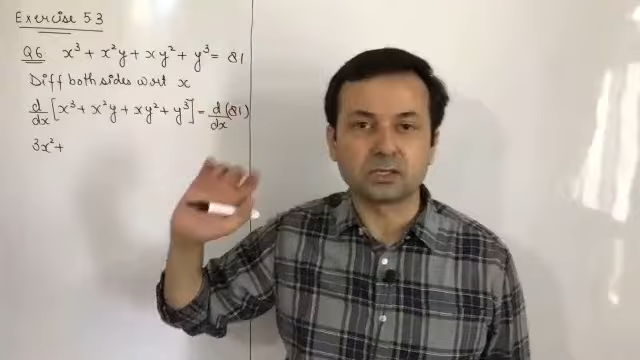 Exercise 5.3
Q6. x³ + x²y + xy² + y³ = 81
Diff both sides w.r.t x
d/dx [x³ + x²y + xy² + y³] = d/dx (81)
3x² +